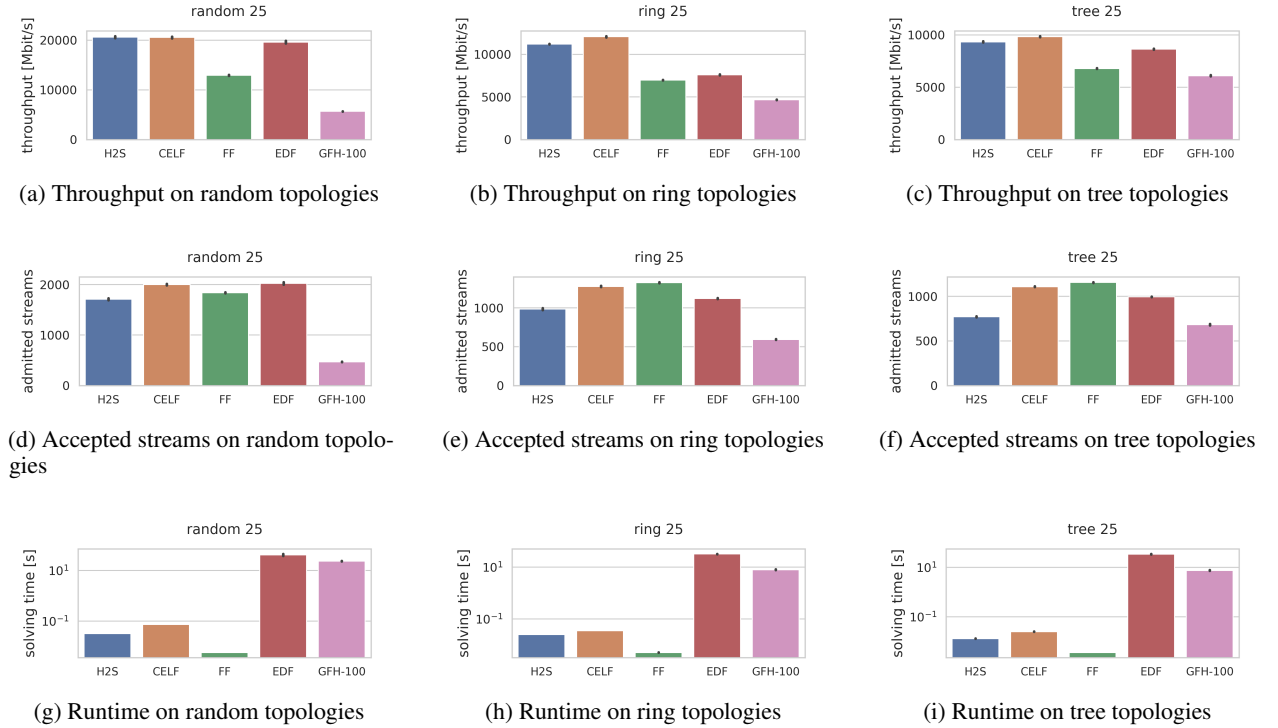 random 25
throughput [Mbit/s]
20000
10000
0
H2S CELF FF EDF GFH-100
(a) Throughput on random topologies
ring 25
throughput [Mbit/s]
10000
5000
0
H2S CELF FF EDF GFH-100
(b) Throughput on ring topologies
tree 25
throughput [Mbit/s]
10000
5000
0
H2S CELF FF EDF GFH-100
(c) Throughput on tree topologies
random 25
admitted streams
2000
1000
0
H2S CELF FF EDF GFH-100
(d) Accepted streams on random topolo-
gies
ring 25
admitted streams
1000
500
0
H2S CELF FF EDF GFH-100
(e) Accepted streams on ring topologies
tree 25
admitted streams
1000
500
0
H2S CELF FF EDF GFH-100
(f) Accepted streams on tree topologies
random 25
solving time [s]
10¹
10⁻¹
H2S CELF FF EDF GFH-100
(g) Runtime on random topologies
ring 25
solving time [s]
10¹
10⁻¹
H2S CELF FF EDF GFH-100
(h) Runtime on ring topologies
tree 25
solving time [s]
10¹
10⁻¹
H2S CELF FF EDF GFH-100
(i) Runtime on tree topologies